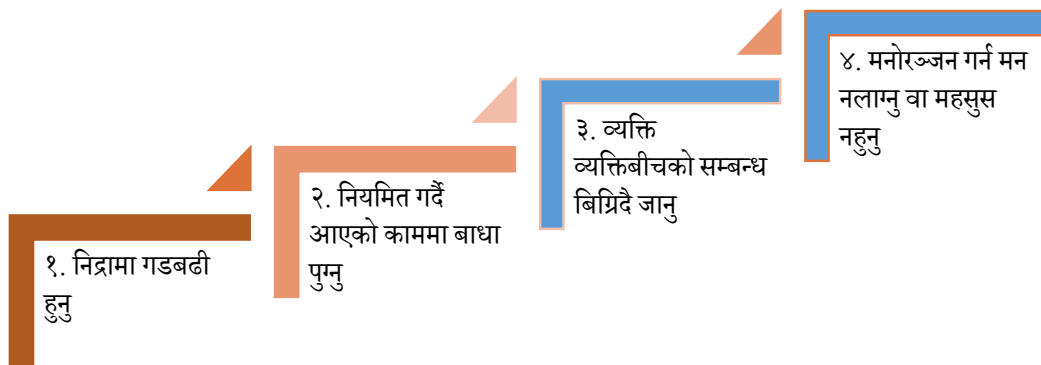 १. निद्रामा गडबढी
हुनु
२. नियमित गर्दै
आएको काममा बाधा
पुग्नु
३. व्यक्ति
व्यक्तिबीचको सम्बन्ध
बिग्रिदै जानु
४. मनोरञ्जन गर्न मन
नलाग्नु वा महसुस
नहुनु